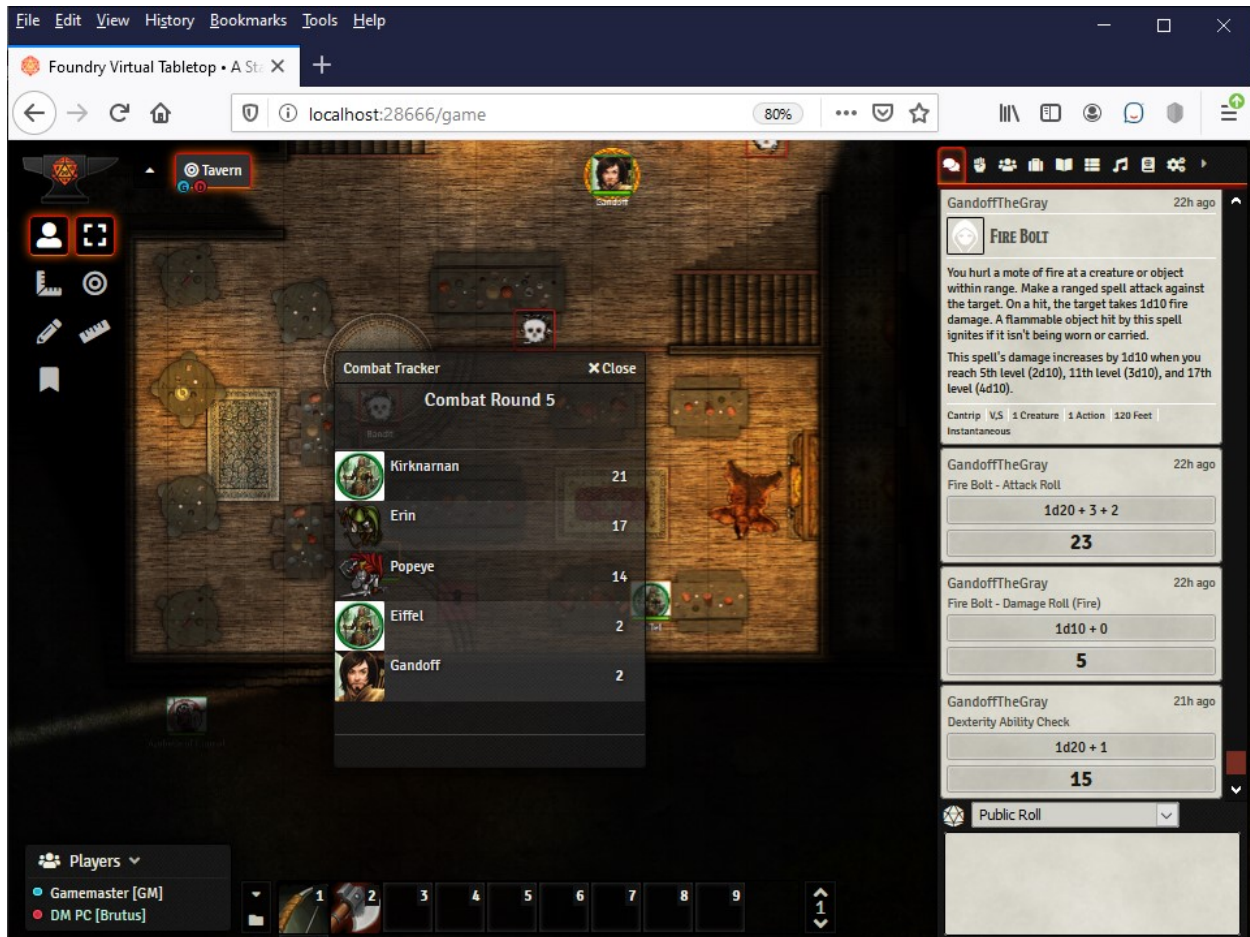 File Edit View History Bookmarks Tools Help
Foundry Virtual Tabletop • A Sta
localhost:28666/game
80%
Tavern
G D
Gandoff
Combat Tracker
Close
Combat Round 5
Bandit
Kirknarnan
21
Erin
17
Popeye
14
Eiffel
2
Gandoff
2
Players
Gamemaster [GM]
DM PC [Brutus]
1 2 3 4 5 6 7 8 9
1
GandoffTheGray 22h ago
FIRE BOLT
You hurl a mote of fire at a creature or object
within range. Make a ranged spell attack against
the target. On a hit, the target takes 1d10 fire
damage. A flammable object hit by this spell
ignites if it isn't being worn or carried.
This spell's damage increases by 1d10 when you
reach 5th level (2d10), 11th level (3d10), and 17th
level (4d10).
Cantrip V,S 1 Creature 1 Action 120 Feet
Instantaneous
GandoffTheGray 22h ago
Fire Bolt - Attack Roll
1d20 + 3 + 2
23
GandoffTheGray 22h ago
Fire Bolt - Damage Roll (Fire)
1d10 + 0
5
GandoffTheGray 21h ago
Dexterity Ability Check
1d20 + 1
15
Public Roll